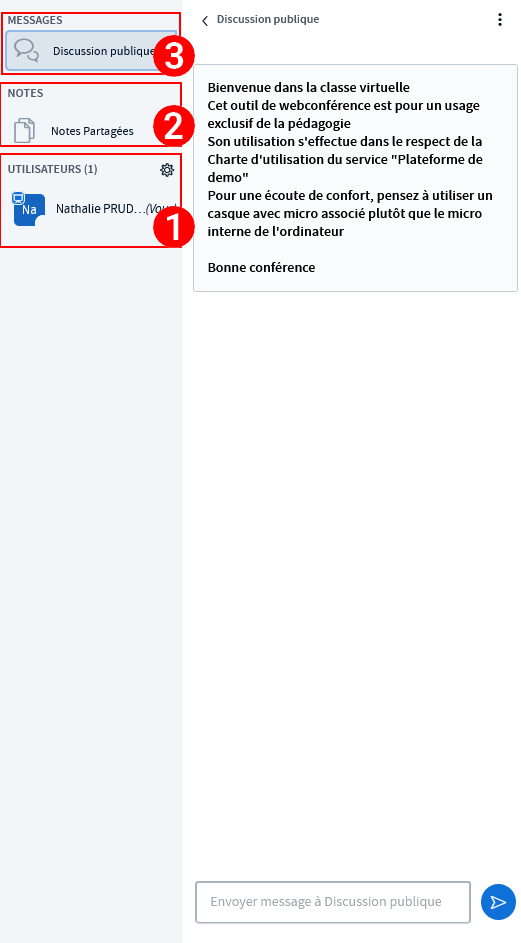 MESSAGES
Discussion publique
3
NOTES
Notes Partagées
2
UTILISATEURS (1)
Na
Nathalie PRUD...
1
Discussion publique
Bienvenue dans la classe virtuelle
Cet outil de webconférence est pour un usage
exclusif de la pédagogie
Son utilisation s'effectue dans le respect de la
Charte d'utilisation du service "Plateforme de
demo"
Pour une écoute de confort, pensez à utiliser un
casque avec micro associé plutôt que le micro
interne de l'ordinateur
Bonne conférence
Envoyer message à Discussion publique